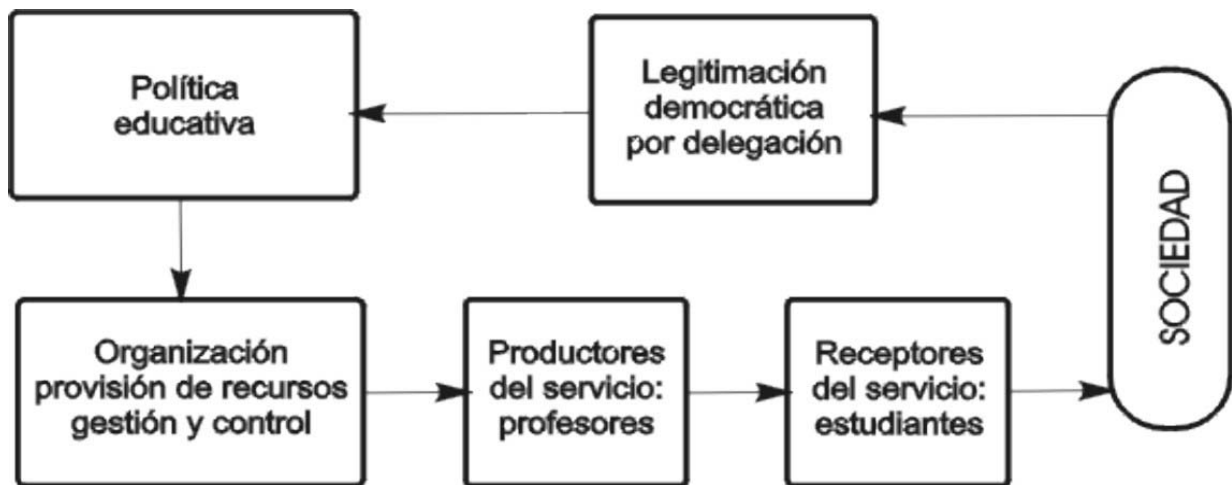 Política
educativa
Legitimación
democrática
por delegación
SOCIEDAD
Organización
provisión de recursos
gestión y control
Productores
del servicio:
profesores
Receptores
del servicio:
estudiantes